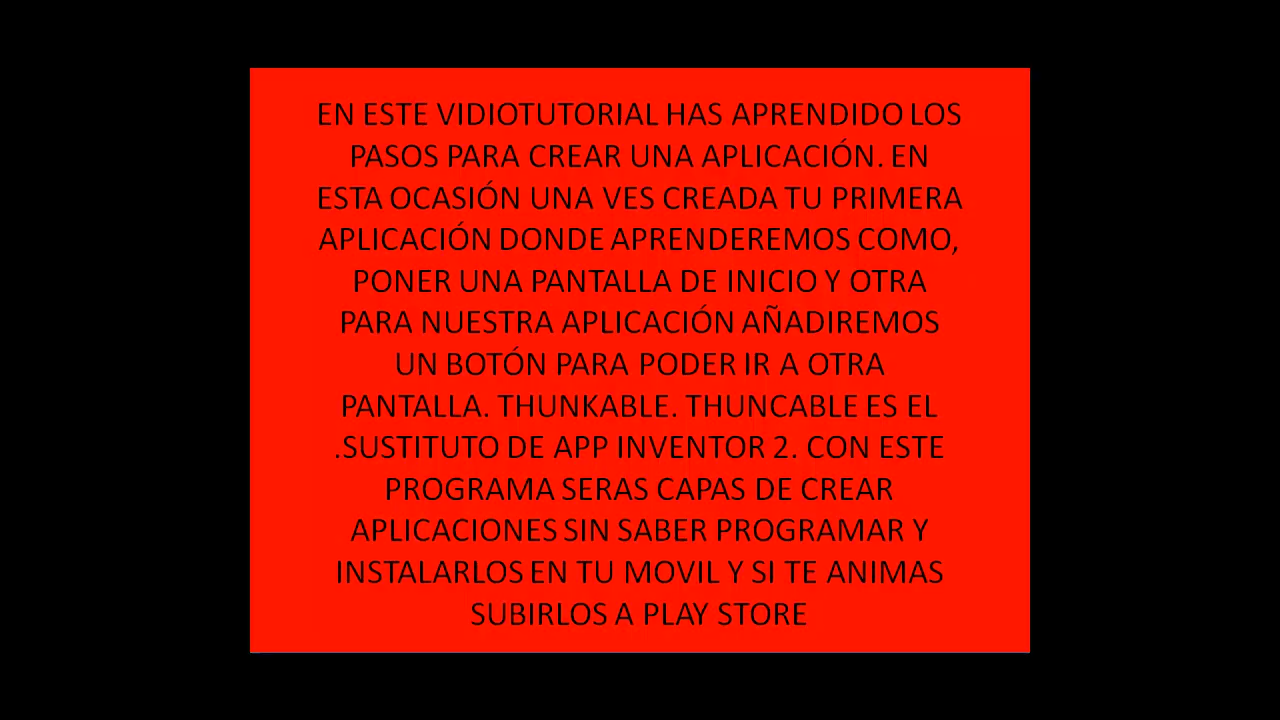 EN ESTE VIDIOTUTORIAL HAS APRENDIDO LOS
PASOS PARA CREAR UNA APLICACIÓN. EN
ESTA OCASIÓN UNA VES CREADA TU PRIMERA
APLICACIÓN DONDE APRENDEREMOS COMO,
PONER UNA PANTALLA DE INICIO Y OTRA
PARA NUESTRA APLICACIÓN AÑADIREMOS
UN BOTÓN PARA PODER IR A OTRA
PANTALLA. THUNKABLE. THUNCABLE ES EL
.SUSTITUTO DE APP INVENTOR 2. CON ESTE
PROGRAMA SERAS CAPAS DE CREAR
APLICACIONES SIN SABER PROGRAMAR Y
INSTALARLOS EN TU MOVIL Y SI TE ANIMAS
SUBIRLOS A PLAY STORE